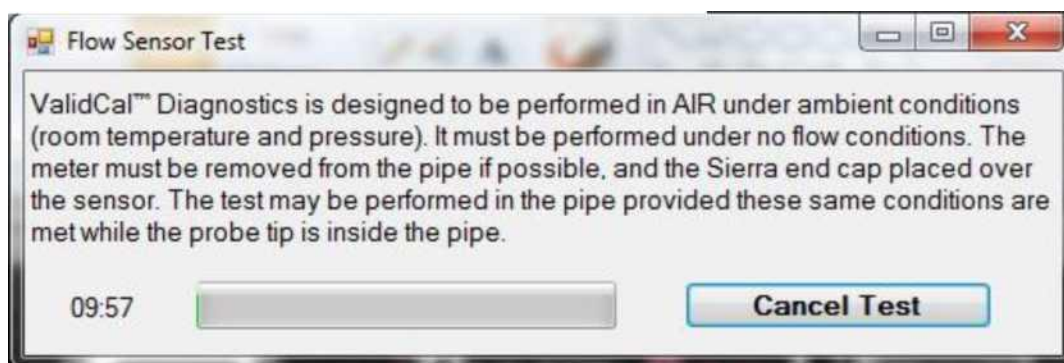 Flow Sensor Test
ValidCal™ Diagnostics is designed to be performed in AIR under ambient conditions
(room temperature and pressure). It must be performed under no flow conditions. The
meter must be removed from the pipe if possible, and the Sierra end cap placed over
the sensor. The test may be performed in the pipe provided these same conditions are
met while the probe tip is inside the pipe.
09:57 Cancel Test